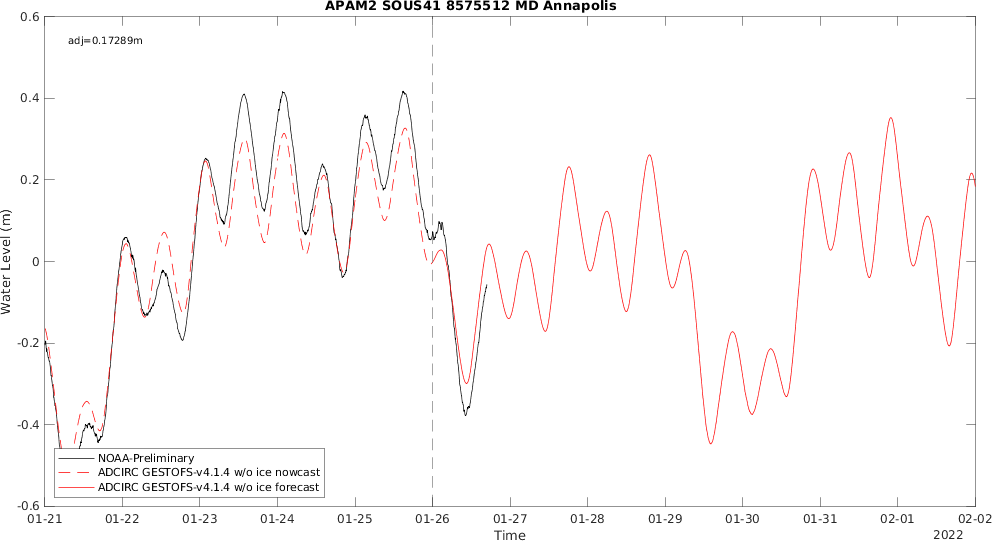 APAM2 SOUS41 8575512 MD Annapolis
adj=0.17289m
Water Level (m)
0.6
0.4
0.2
0
-0.2
-0.4
-0.6
NOAA-Preliminary
ADCIRC GESTOFS-v4.1.4 w/o ice nowcast
ADCIRC GESTOFS-v4.1.4 w/o ice forecast
01-21 01-22 01-23 01-24 01-25 01-26 01-27 01-28 01-29 01-30 01-31 02-01 02-02
Time
2022